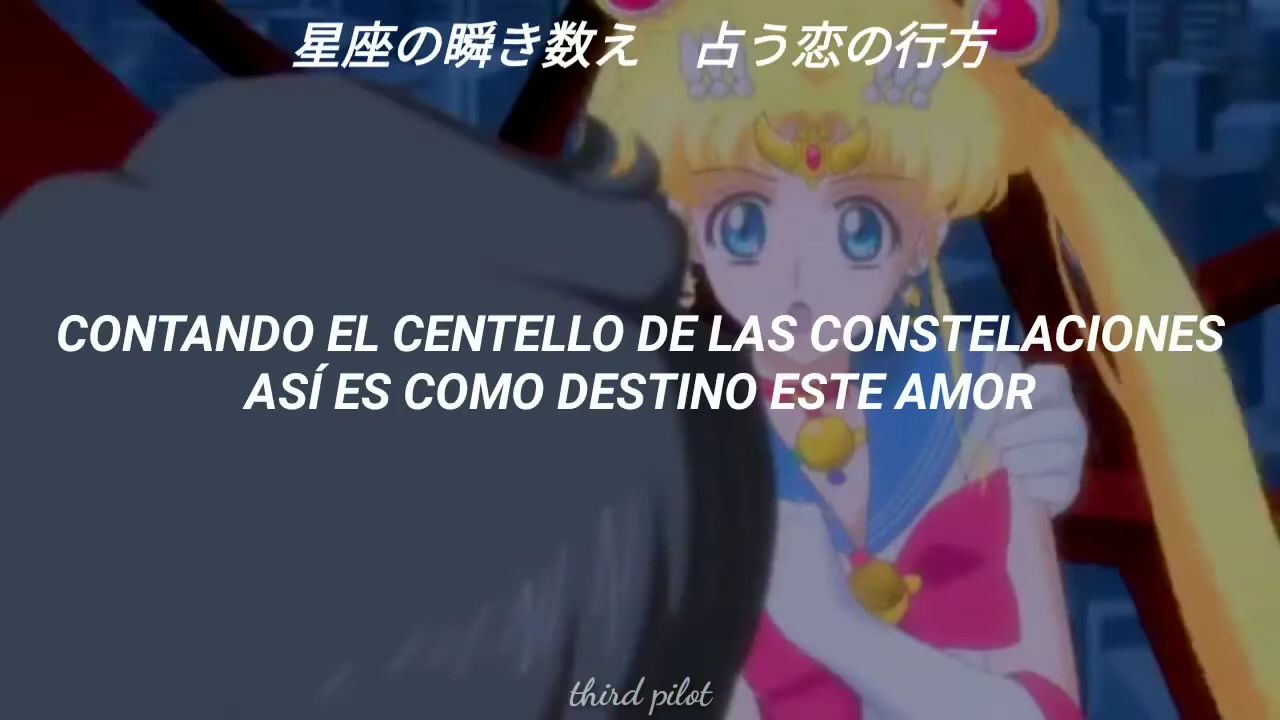 星座の瞬き数え　占う恋の行方
CONTANDO EL CENTELLO DE LAS CONSTELACIONES
ASÍ ES COMO DESTINO ESTE AMOR
third pilot